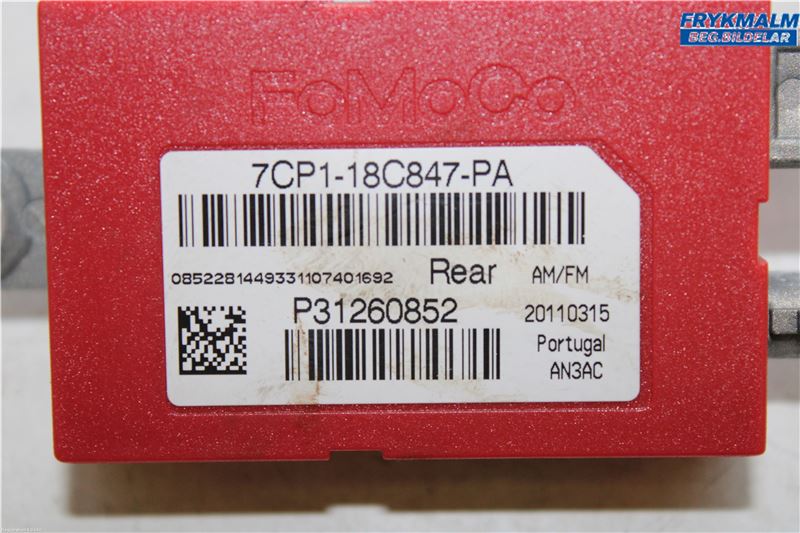 FRYKMALM
BEG.BILDELAR
FoMoCo
7CP1-18C847-PA
0852281449331107401692 Rear AM/FM
P31260852 20110315
Portugal
AN3AC